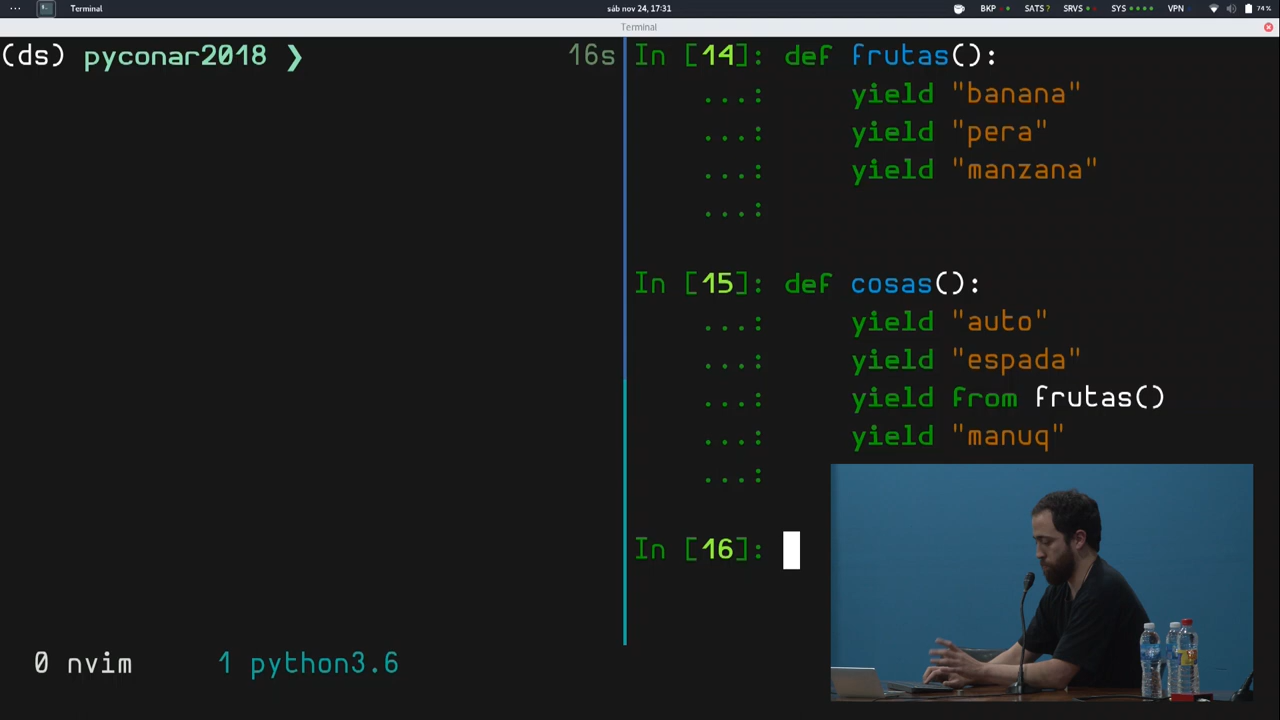 Terminal
sáb nov 24, 17:31
BKP
SATS?
SRVS
SYS
VPN
74 %
Terminal
(ds) pyconar2018 ❯ 16s
In [14]: def frutas():
...: yield "banana"
...: yield "pera"
...: yield "manzana"
...:
In [15]: def cosas():
...: yield "auto"
...: yield "espada"
...: yield from frutas()
...: yield "manuq"
...:
In [16]:
0 nvim 1 python3.6